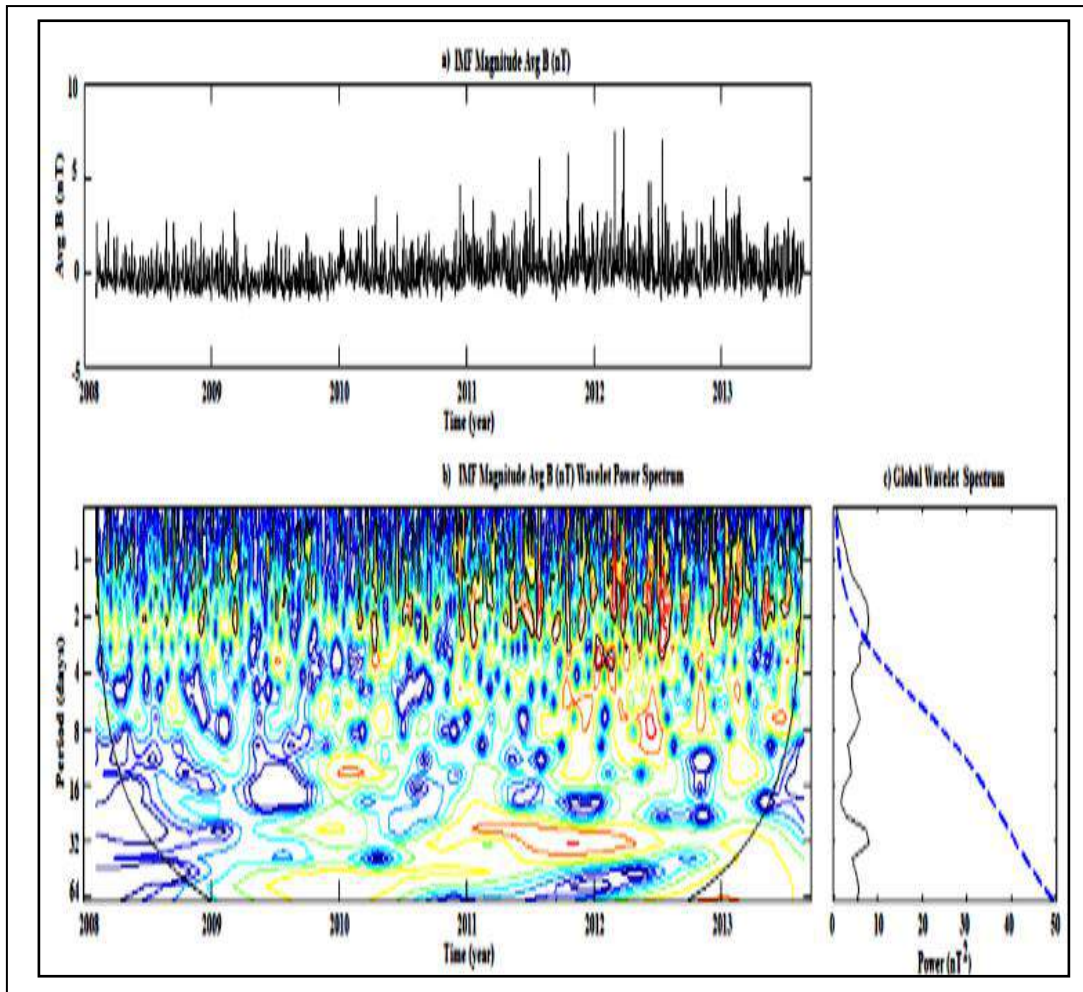 a) IMF Magnitude Avg B (nT)
10
5
0
-5
Avg B (nT)
2008 2009 2010 2011 2012 2013
Time (year)
b) IMF Magnitude Avg B (nT) Wavelet Power Spectrum
c) Global Wavelet Spectrum
1
2
4
8
16
32
Period (days)
2008 2009 2010 2011 2012 2013
Time (year)
0 10 20 30 40 50
Power (nT²)